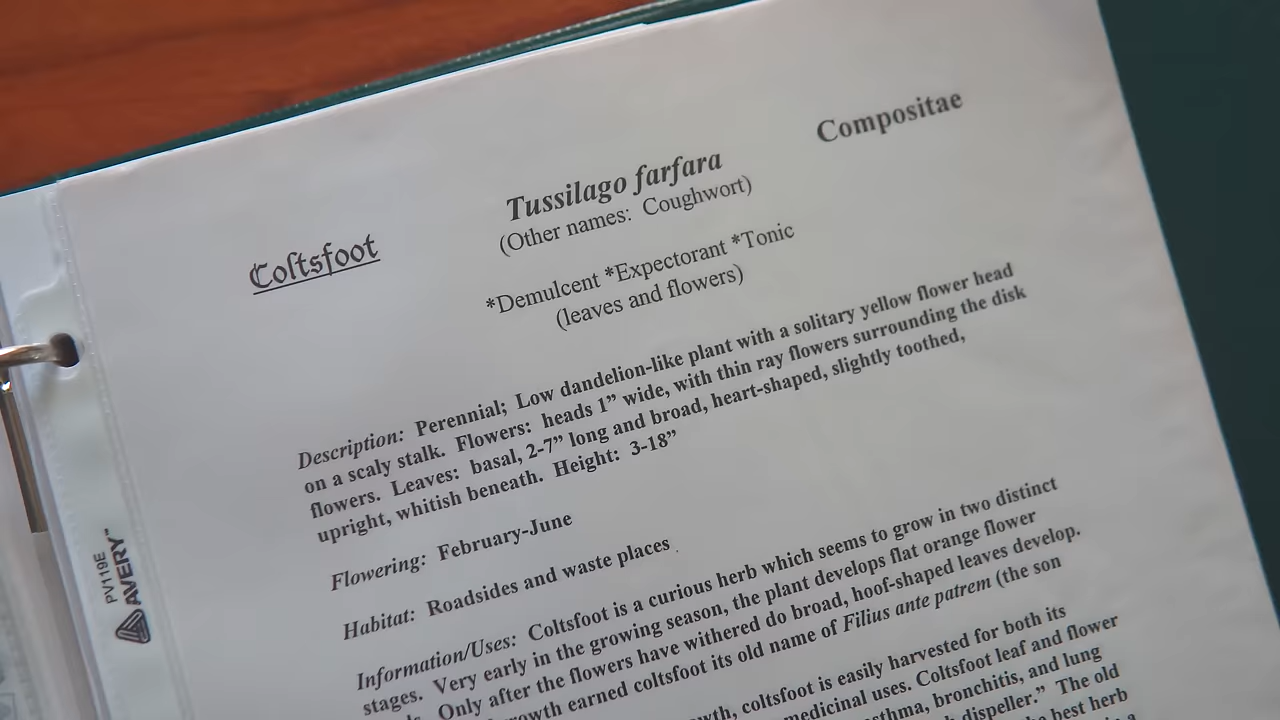 Compositae
Tussilago farfara
(Other names: Coughwort)
Coltsfoot
*Demulcent *Expectorant *Tonic
(leaves and flowers)
Description: Perennial; Low dandelion-like plant with a solitary yellow flower head
on a scaly stalk. Flowers: heads 1” wide, with thin ray flowers surrounding the disk
flowers. Leaves: basal, 2-7” long and broad, heart-shaped, slightly toothed,
upright, whitish beneath. Height: 3-18”
Flowering: February-June
Habitat: Roadsides and waste places
Information/Uses: Coltsfoot is a curious herb which seems to grow in two distinct
stages. Very early in the growing season, the plant develops flat orange flower
Only after the flowers have withered do broad, hoof-shaped leaves develop.
earned coltsfoot its old name of Filius ante patrem (the son
coltsfoot is easily harvested for both its
medicinal uses. Coltsfoot leaf and flower
bronchitis, and lung
dispeller.” The old
best herb
AVERY™
PV119E